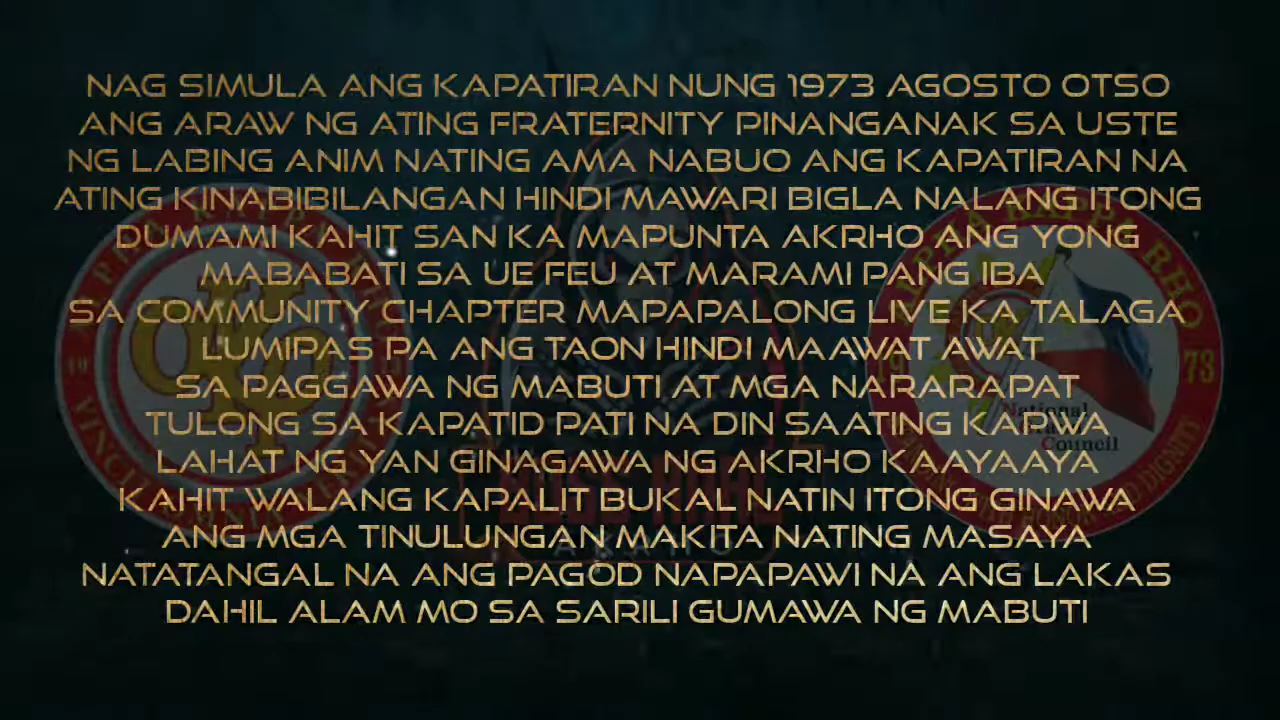 NAG SIMULA ANG KAPATIRAN NUNG 1973 AGOSTO OTSO
ANG ARAW NG ATING FRATERNITY PINANGANAK SA USTE
NG LABING ANIM NATING AMA NABUO ANG KAPATIRAN NA
ATING KINABIBILANGAN HINDI MAWARI BIGLA NALANG ITONG
DUMAMI KAHIT SAN KA MAPUNTA AKRHO ANG YONG
MABABATI SA UE FEU AT MARAMI PANG IBA
SA COMMUNITY CHAPTER MAPAPALONG LIVE KA TALAGA
LUMIPAS PA ANG TAON HINDI MAAWAT AWAT
SA PAGGAWA NG MABUTI AT MGA NARARAPAT
TULONG SA KAPATID PATI NA DIN SAATING KAPWA
LAHAT NG YAN GINAGAWA NG AKRHO KAAYAAYA
KAHIT WALANG KAPALIT BUKAL NATIN ITONG GINAWA
ANG MGA TINULUNGAN MAKITA NATING MASAYA
NATATANGAL NA ANG PAGOD NAPAPAWI NA ANG LAKAS
DAHIL ALAM MO SA SARILI GUMAWA NG MABUTI
73
National
Council